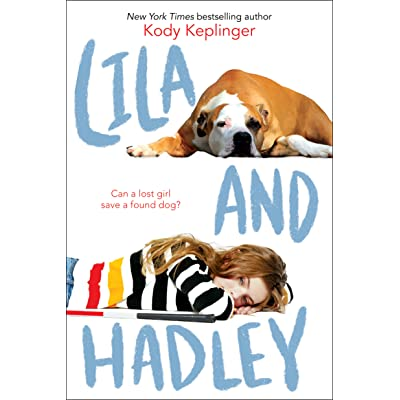 New York Times bestselling author
Kody Keplinger
LILA
AND
Can a lost girl
save a found dog?
HADLEY